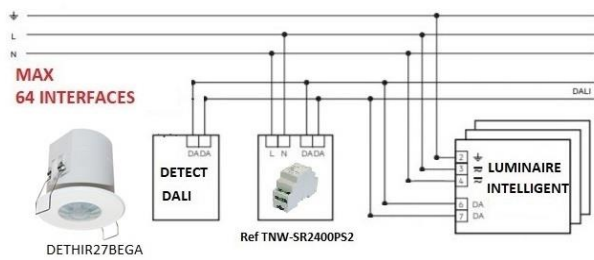 L
N
MAX
64 INTERFACES
DALI
DADA
DETECT
DALI
L N DADA
2
3
4
6 DA
7 DA
LUMINAIRE
INTELLIGENT
DETHIR27BEGA
Ref TNW-SR2400PS2